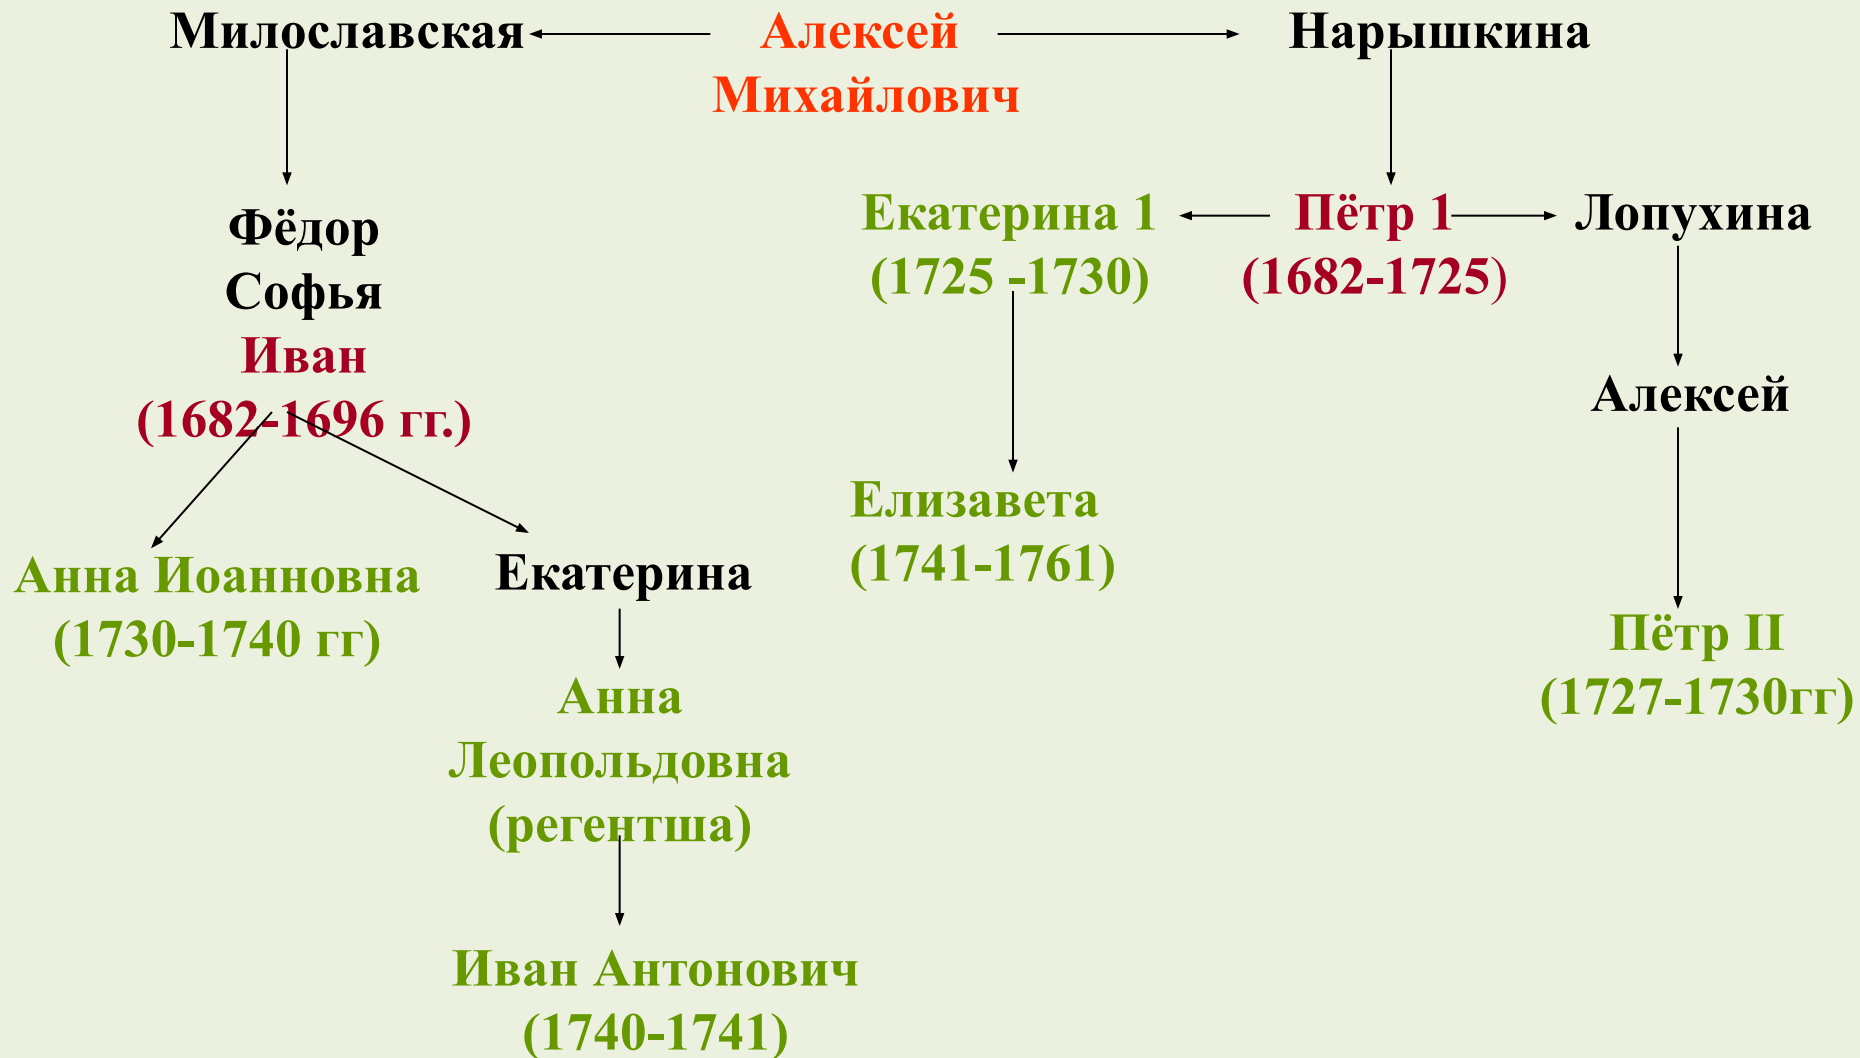 Милославская
Алексей
Михайлович
Нарышкина
Фёдор
Софья
Иван
(1682-1696 гг.)
Екатерина 1
(1725 -1730)
Пётр 1
(1682-1725)
Лопухина
Алексей
Елизавета
(1741-1761)
Анна Иоанновна
(1730-1740 гг)
Екатерина
Пётр II
(1727-1730гг)
Анна
Леопольдовна
(регентша)
Иван Антонович
(1740-1741)